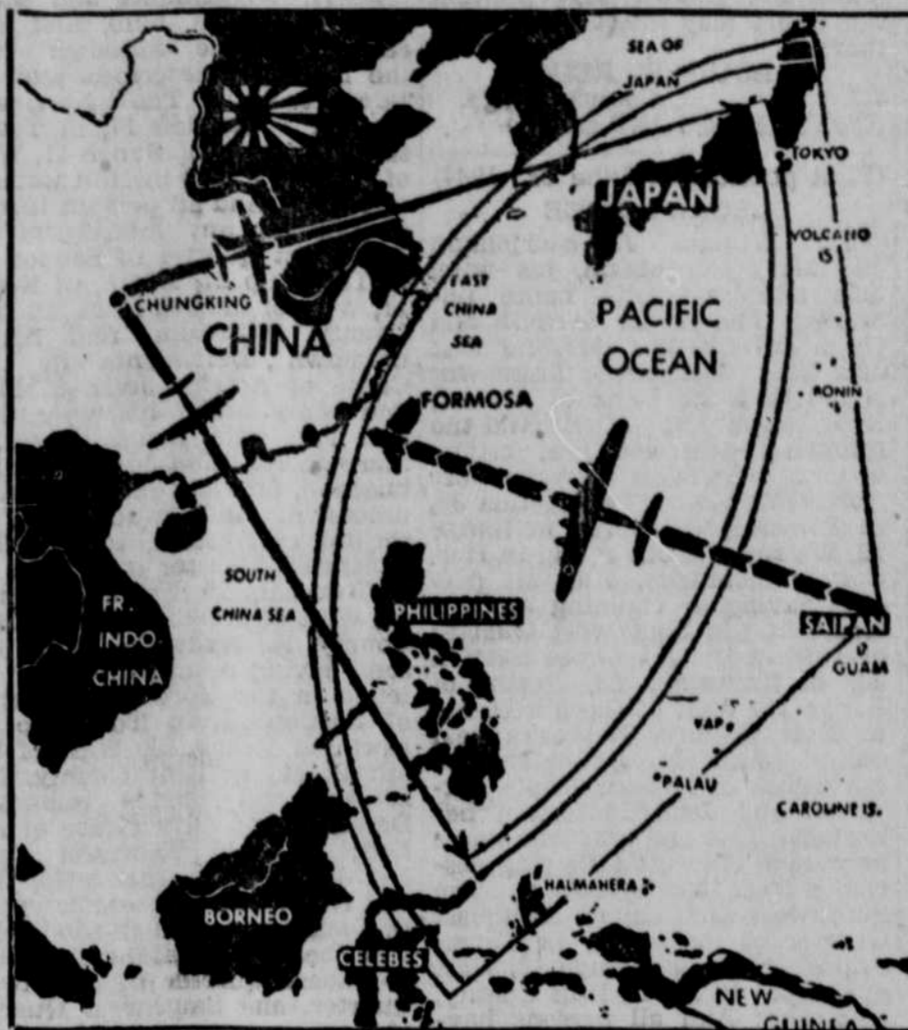 SEA OF
JAPAN
TOKYO
JAPAN
VOLCANO
IS
CHUNGKING
EAST
CHINA
SEA
CHINA
PACIFIC
OCEAN
BONIN
IS
FORMOSA
SOUTH
CHINA SEA
PHILIPPINES
FR.
INDO
CHINA
SAIPAN
GUAM
YAP
PALAU
CAROLINE IS.
HALMAHERA
BORNEO
CELEBES
NEW
GUINEA